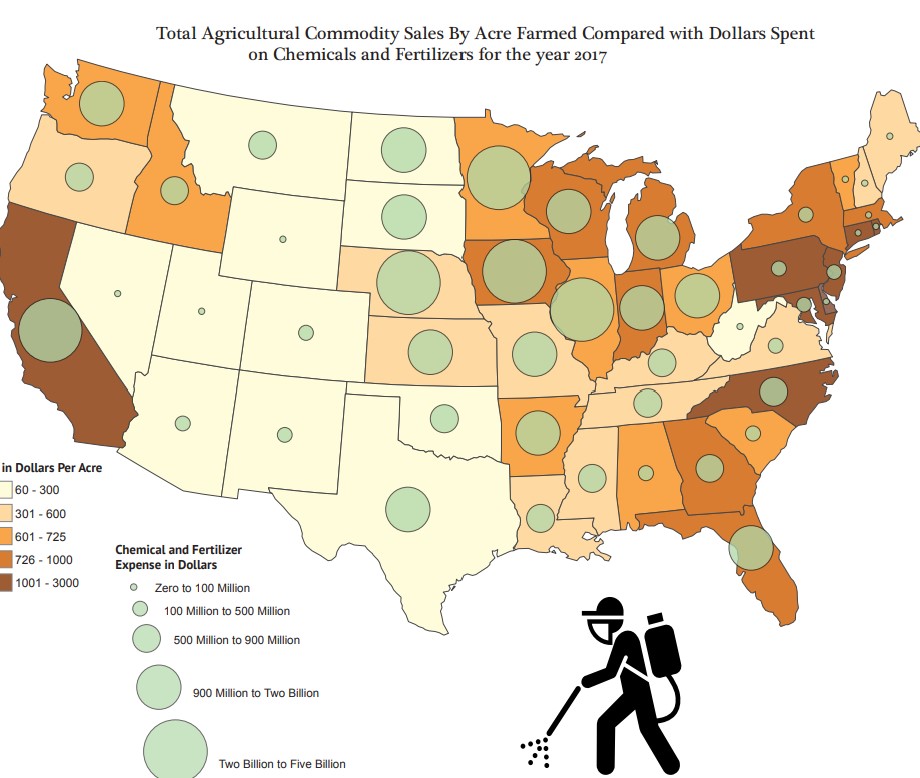 Total Agricultural Commodity Sales By Acre Farmed Compared with Dollars Spent
on Chemicals and Fertilizers for the year 2017
in Dollars Per Acre
60 - 300
301 - 600
601 - 725
726 - 1000
1001 - 3000
Chemical and Fertilizer
Expense in Dollars
Zero to 100 Million
100 Million to 500 Million
500 Million to 900 Million
900 Million to Two Billion
Two Billion to Five Billion